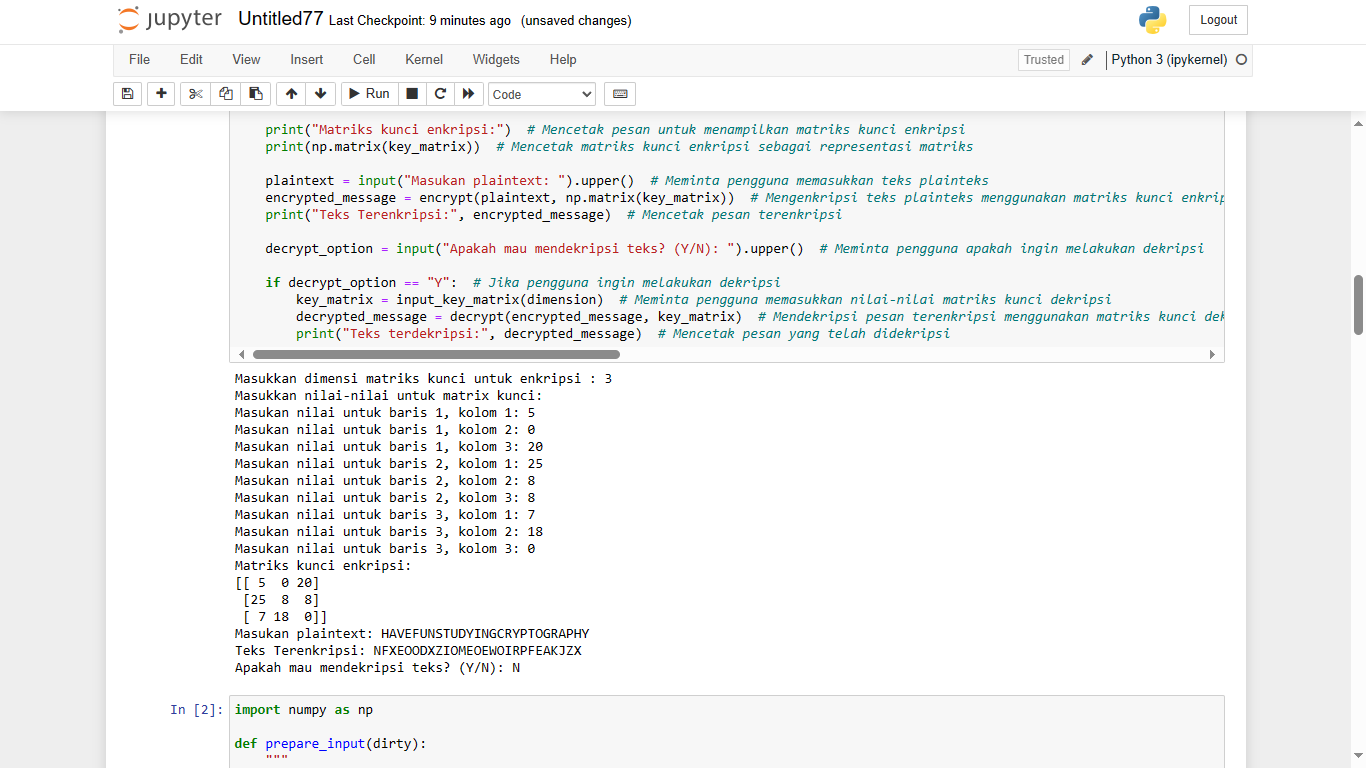 jupyter Untitled77 Last Checkpoint: 9 minutes ago (unsaved changes)
Logout
File Edit View Insert Cell Kernel Widgets Help
Trusted Python 3 (ipykernel)
Run Code
print("Matriks kunci enkripsi:")  # Mencetak pesan untuk menampilkan matriks kunci enkripsi
print(np.matrix(key_matrix))  # Mencetak matriks kunci enkripsi sebagai representasi matriks
plaintext = input("Masukan plaintext: ").upper()  # Meminta pengguna memasukkan teks plainteks
encrypted_message = encrypt(plaintext, np.matrix(key_matrix))  # Mengenkripsi teks plainteks menggunakan matriks kunci enkrip
print("Teks Terenkripsi:", encrypted_message)  # Mencetak pesan terenkripsi
decrypt_option = input("Apakah mau mendekripsi teks? (Y/N): ").upper()  # Meminta pengguna apakah ingin melakukan dekripsi
if decrypt_option == "Y":  # Jika pengguna ingin melakukan dekripsi
key_matrix = input_key_matrix(dimension)  # Meminta pengguna memasukkan nilai-nilai matriks kunci dekripsi
decrypted_message = decrypt(encrypted_message, key_matrix)  # Mendekripsi pesan terenkripsi menggunakan matriks kunci dek
print("Teks terdekripsi:", decrypted_message)  # Mencetak pesan yang telah didekripsi
Masukkan dimensi matriks kunci untuk enkripsi : 3
Masukkan nilai-nilai untuk matrix kunci:
Masukan nilai untuk baris 1, kolom 1: 5
Masukan nilai untuk baris 1, kolom 2: 0
Masukan nilai untuk baris 1, kolom 3: 20
Masukan nilai untuk baris 2, kolom 1: 25
Masukan nilai untuk baris 2, kolom 2: 8
Masukan nilai untuk baris 2, kolom 3: 8
Masukan nilai untuk baris 3, kolom 1: 7
Masukan nilai untuk baris 3, kolom 2: 18
Masukan nilai untuk baris 3, kolom 3: 0
Matriks kunci enkripsi:
[[ 5  0 20]
[25  8  8]
[ 7 18  0]]
Masukan plaintext: HAVEFUNSTUDYINGCRYPTOGRAPHY
Teks Terenkripsi: NFXEOODXZIOMEOEWOIRPFEAKJZX
Apakah mau mendekripsi teks? (Y/N): N
In [2]: import numpy as np
def prepare_input(dirty):
"""